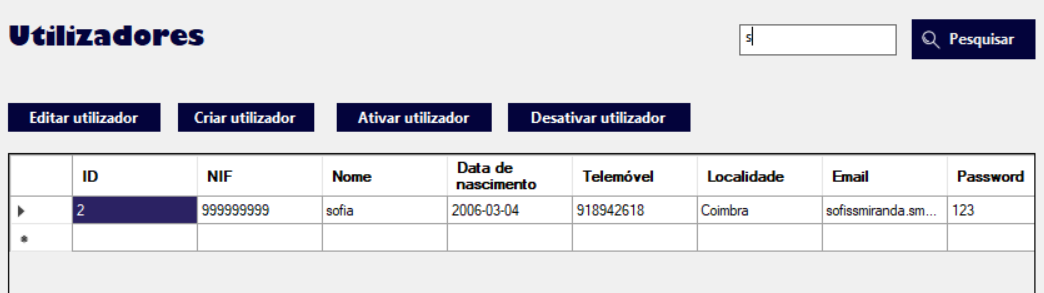 Utilizadores
s
Pesquisar
Editar utilizador Criar utilizador Ativar utilizador Desativar utilizador
ID NIF Nome Data de nascimento Telemóvel Localidade Email Password
2 999999999 sofia 2006-03-04 918942618 Coimbra sofissmiranda.sm... 123